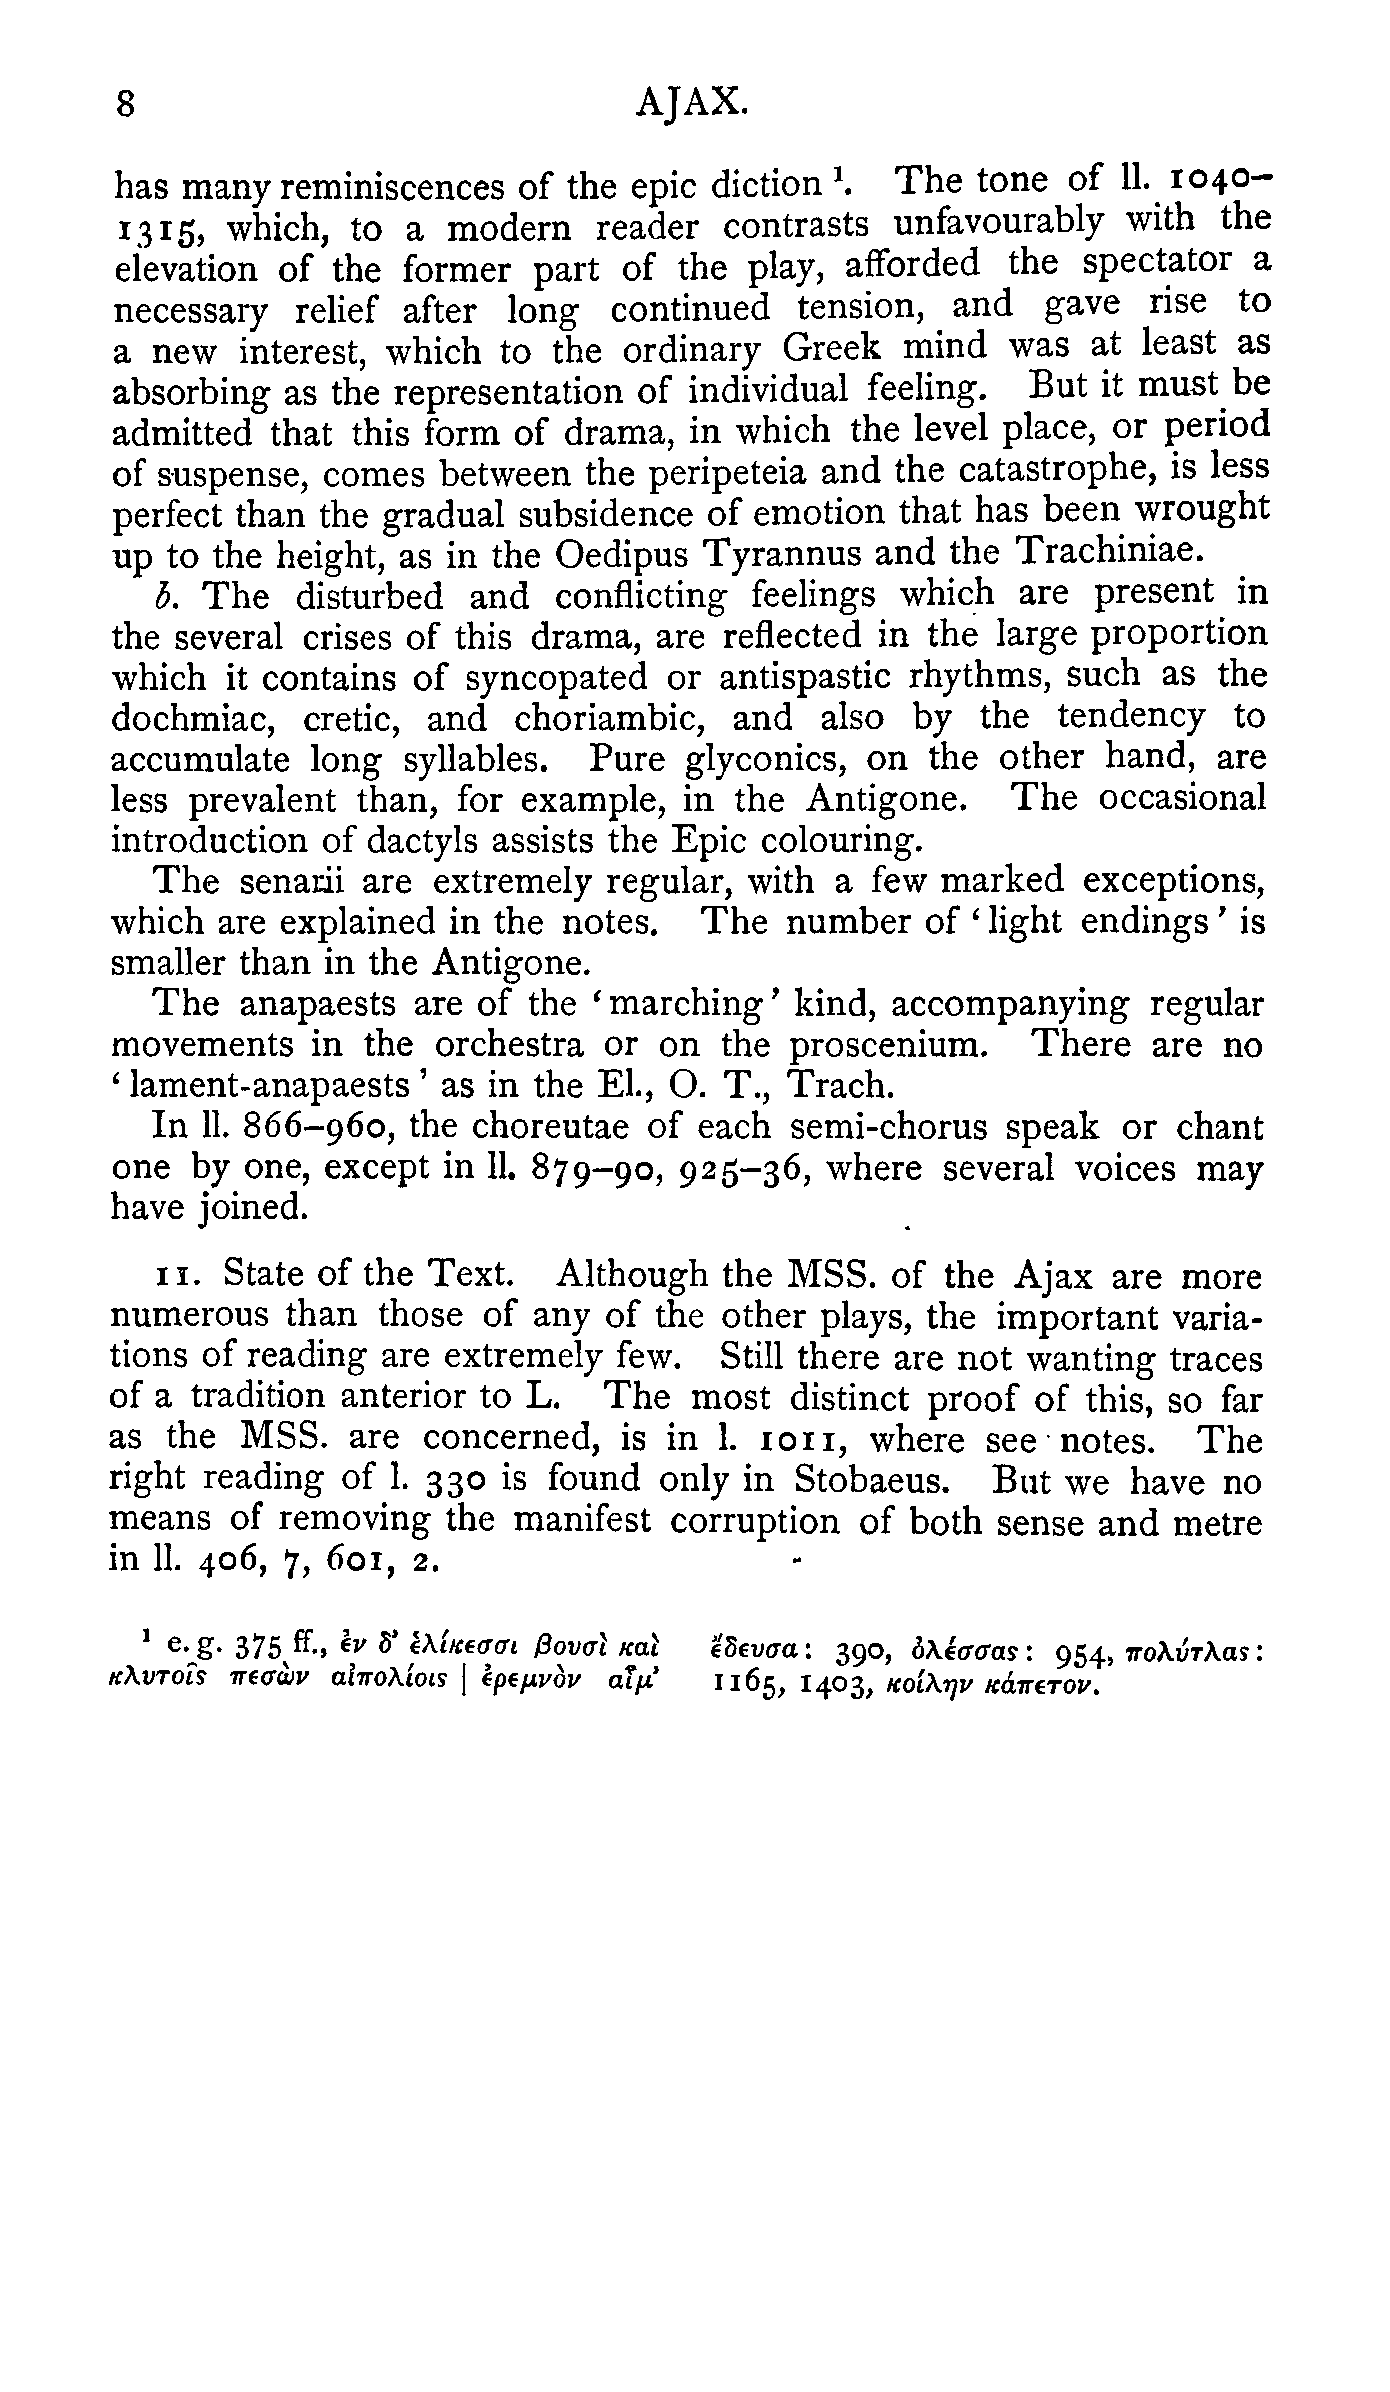 8 AJAX.
has many reminiscences of the epic diction ¹. The tone of ll. 1040–
1315, which, to a modern reader contrasts unfavourably with the
elevation of the former part of the play, afforded the spectator a
necessary relief after long continued tension, and gave rise to
a new interest, which to the ordinary Greek mind was at least as
absorbing as the representation of individual feeling. But it must be
admitted that this form of drama, in which the level place, or period
of suspense, comes between the peripeteia and the catastrophe, is less
perfect than the gradual subsidence of emotion that has been wrought
up to the height, as in the Oedipus Tyrannus and the Trachiniae.
b. The disturbed and conflicting feelings which are present in
the several crises of this drama, are reflected in the large proportion
which it contains of syncopated or antispastic rhythms, such as the
dochmiac, cretic, and choriambic, and also by the tendency to
accumulate long syllables. Pure glyconics, on the other hand, are
less prevalent than, for example, in the Antigone. The occasional
introduction of dactyls assists the Epic colouring.
The senarii are extremely regular, with a few marked exceptions,
which are explained in the notes. The number of ‘light endings’ is
smaller than in the Antigone.
The anapaests are of the ‘marching’ kind, accompanying regular
movements in the orchestra or on the proscenium. There are no
‘lament-anapaests’ as in the El., O. T., Trach.
In ll. 866–960, the choreutae of each semi-chorus speak or chant
one by one, except in ll. 879–90, 925–36, where several voices may
have joined.
11. State of the Text. Although the MSS. of the Ajax are more
numerous than those of any of the other plays, the important varia-
tions of reading are extremely few. Still there are not wanting traces
of a tradition anterior to L. The most distinct proof of this, so far
as the MSS. are concerned, is in l. 1011, where see notes. The
right reading of l. 330 is found only in Stobaeus. But we have no
means of removing the manifest corruption of both sense and metre
in ll. 406, 7, 601, 2.
¹ e. g. 375 ff., ἐν δ’ ἑλίκεσσι βουσὶ καὶ
κλυτοῖς πεσὼν αἰπολίοις | ἐρεμνὸν αἷμ’
ἔδευσα: 390, ὀλέσσας: 954, πολύτλας:
1165, 1403, κοίλην κάπετον.